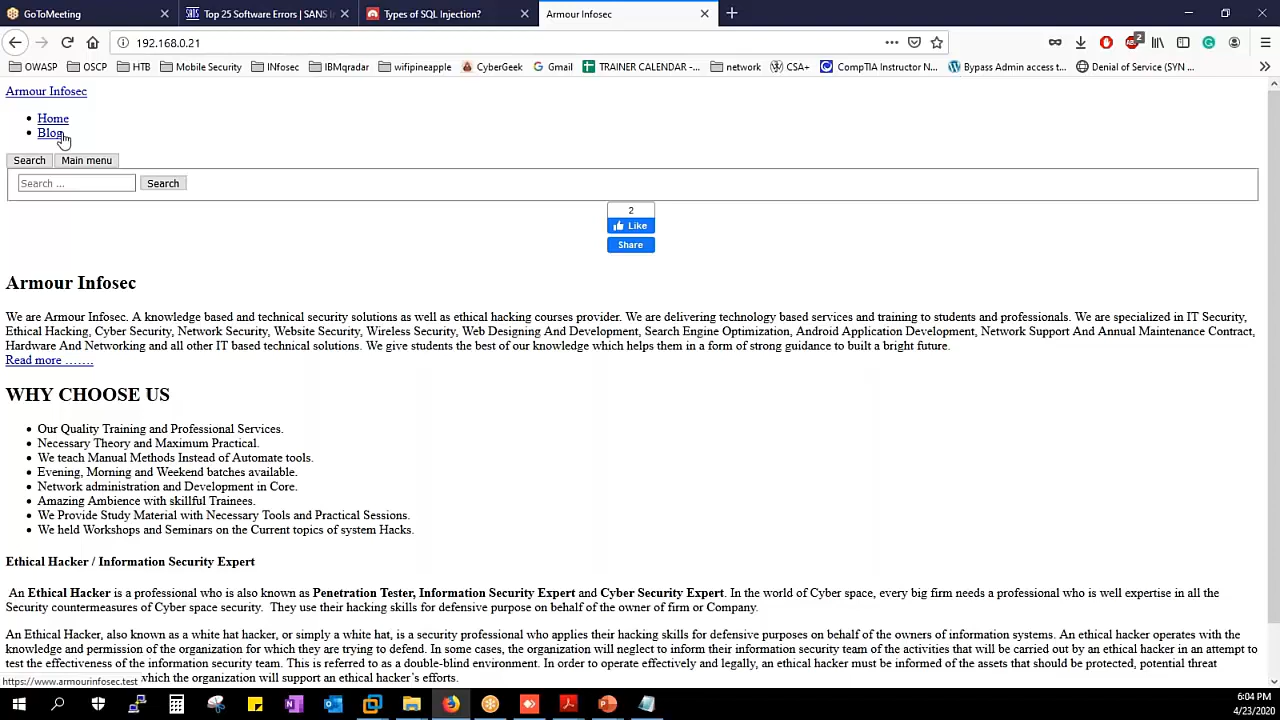 GoToMeeting
Top 25 Software Errors | SANS I
Types of SQL Injection?
Armour Infosec
192.168.0.21
2
OWASP
OSCP
HTB
Mobile Security
INfosec
IBMqradar
wifipineapple
CyberGeek
Gmail
TRAINER CALENDAR -...
network
CSA+
CompTIA Instructor N...
Bypass Admin access t...
Denial of Service (SYN ...
Armour Infosec
Home
Blog
Search
Main menu
Search ...
Search
2
Like
Share
Armour Infosec
We are Armour Infosec. A knowledge based and technical security solutions as well as ethical hacking courses provider. We are delivering technology based services and training to students and professionals. We are specialized in IT Security,
Ethical Hacking, Cyber Security, Network Security, Website Security, Wireless Security, Web Designing And Development, Search Engine Optimization, Android Application Development, Network Support And Annual Maintenance Contract,
Hardware And Networking and all other IT based technical solutions. We give students the best of our knowledge which helps them in a form of strong guidance to built a bright future.
Read more …….
WHY CHOOSE US
Our Quality Training and Professional Services.
Necessary Theory and Maximum Practical.
We teach Manual Methods Instead of Automate tools.
Evening, Morning and Weekend batches available.
Network administration and Development in Core.
Amazing Ambience with skillful Trainees.
We Provide Study Material with Necessary Tools and Practical Sessions.
We held Workshops and Seminars on the Current topics of system Hacks.
Ethical Hacker / Information Security Expert
An Ethical Hacker is a professional who is also known as Penetration Tester, Information Security Expert and Cyber Security Expert. In the world of Cyber space, every big firm needs a professional who is well expertise in all the
Security countermeasures of Cyber space security. They use their hacking skills for defensive purpose on behalf of the owner of firm or Company.
An Ethical Hacker, also known as a white hat hacker, or simply a white hat, is a security professional who applies their hacking skills for defensive purposes on behalf of the owners of information systems. An ethical hacker operates with the
knowledge and permission of the organization for which they are trying to defend. In some cases, the organization will neglect to inform their information security team of the activities that will be carried out by an ethical hacker in an attempt to
test the effectiveness of the information security team. This is referred to as a double-blind environment. In order to operate effectively and legally, an ethical hacker must be informed of the assets that should be protected, potential threat
https://www.armourinfosec.test which the organization will support an ethical hacker's efforts.
6:04 PM
4/23/2020